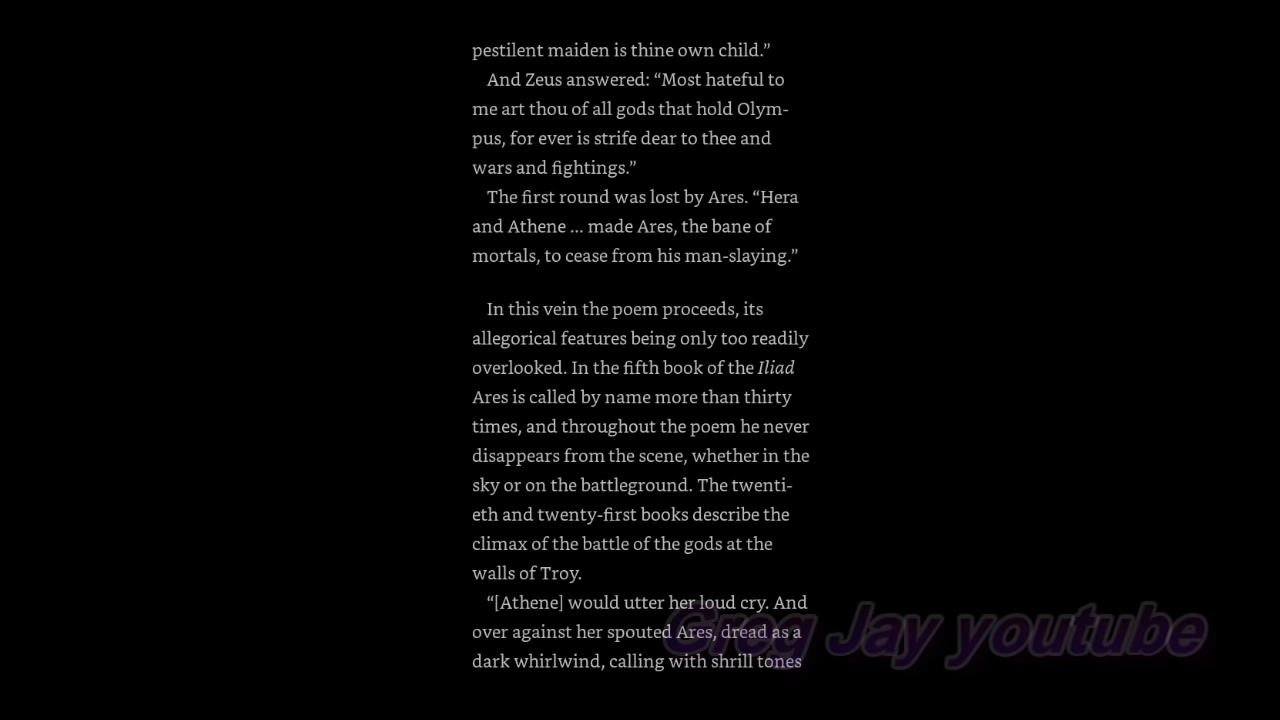 pestilent maiden is thine own child.”
And Zeus answered: “Most hateful to
me art thou of all gods that hold Olym-
pus, for ever is strife dear to thee and
wars and fightings.”
The first round was lost by Ares. “Hera
and Athene ... made Ares, the bane of
mortals, to cease from his man-slaying.”
In this vein the poem proceeds, its
allegorical features being only too readily
overlooked. In the fifth book of the Iliad
Ares is called by name more than thirty
times, and throughout the poem he never
disappears from the scene, whether in the
sky or on the battleground. The twenti-
eth and twenty-first books describe the
climax of the battle of the gods at the
walls of Troy.
“[Athene] would utter her loud cry. And
over against her spouted Ares, dread as a
dark whirlwind, calling with shrill tones
Greg Jay youtube